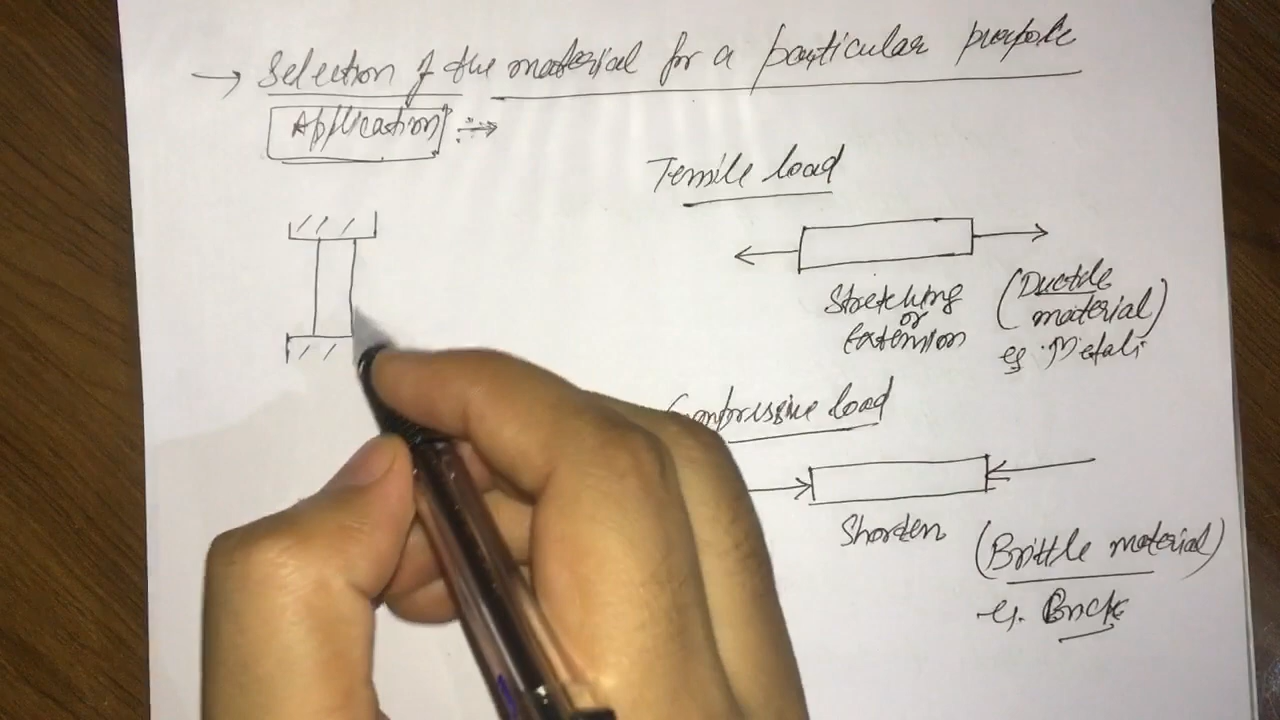 → Selection of the material for a particular purpose
Application :→
Tensile load
Stretching
or
Extension
(Ductile
material)
eg. Metals
Compressive load
Shorten
(Brittle material)
eg. Brick